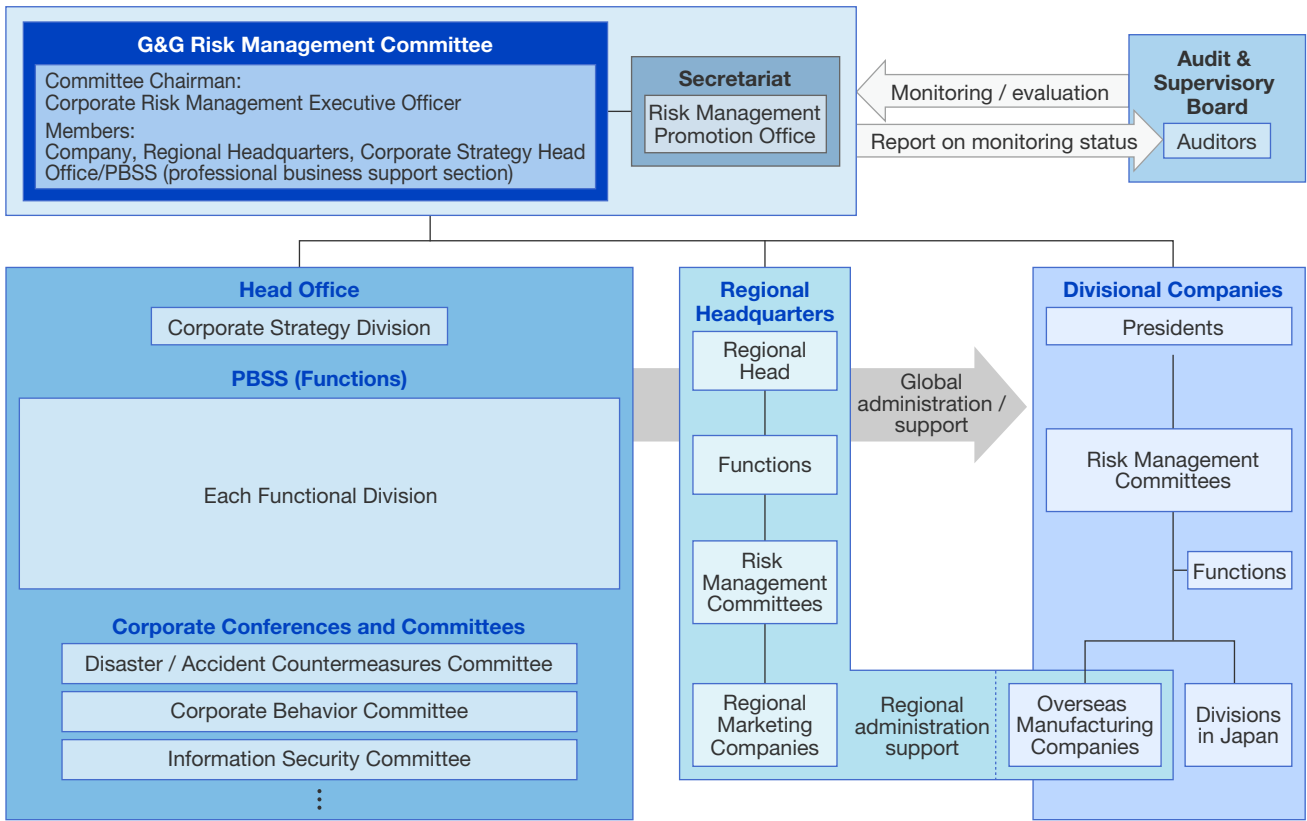 G&G Risk Management Committee
Committee Chairman:
Corporate Risk Management Executive Officer
Members:
Company, Regional Headquarters, Corporate Strategy Head
Office/PBSS (professional business support section)
Secretariat
Risk Management
Promotion Office
Monitoring / evaluation
Report on monitoring status
Audit &
Supervisory
Board
Auditors
Head Office
Corporate Strategy Division
PBSS (Functions)
Each Functional Division
Corporate Conferences and Committees
Disaster / Accident Countermeasures Committee
Corporate Behavior Committee
Information Security Committee
⋮
Regional
Headquarters
Regional
Head
Functions
Risk
Management
Committees
Regional
Marketing
Companies
Global
administration /
support
Regional
administration
support
Divisional Companies
Presidents
Risk Management
Committees
Functions
Overseas
Manufacturing
Companies
Divisions
in Japan